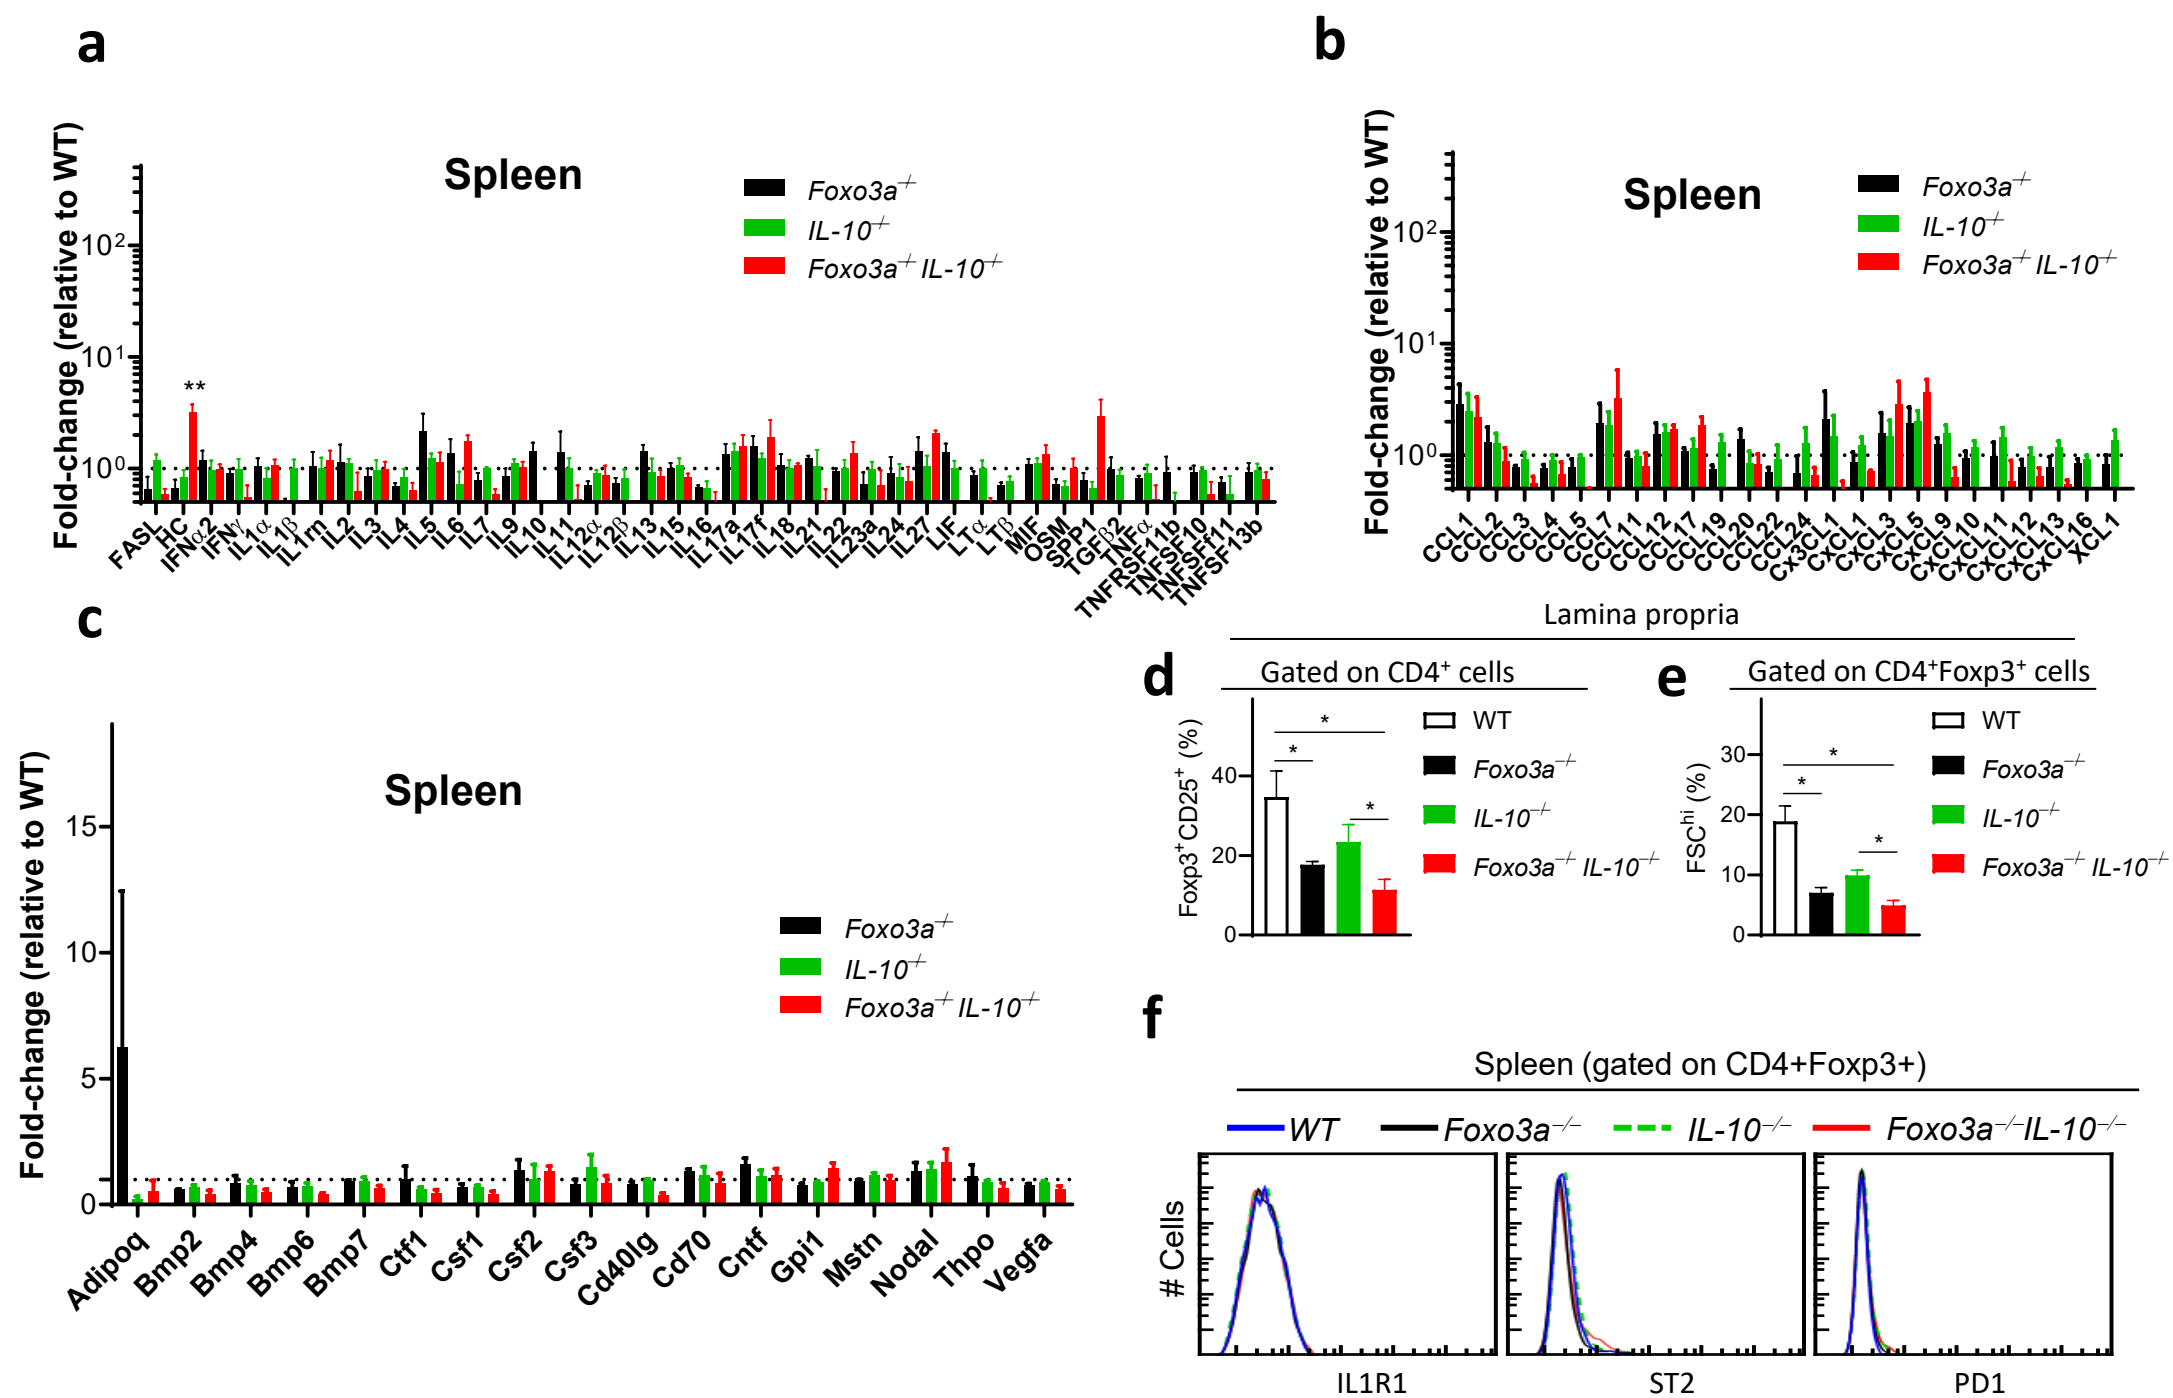 a
Fold-change (relative to WT)
Spleen
Foxo3a−/−
IL-10−/−
Foxo3a−/− IL-10−/−
10²
10¹
10⁰
**
FASL HC IFNα2 IFNγ IL1α IL1β IL1rn IL2 IL3 IL4 IL5 IL6 IL7 IL9 IL10 IL11 IL12α IL12β IL13 IL15 IL16 IL17a IL17f IL18 IL21 IL22 IL23a IL24 IL27 LIF LTα LTβ MIF OSM SPP1 TGFβ2 TNFα TNFRSF11b TNFSF10 TNFSFf11 TNFSF13b
b
Fold-change (relative to WT)
Spleen
Foxo3a−/−
IL-10−/−
Foxo3a−/− IL-10−/−
10²
10¹
10⁰
CCL1 CCL2 CCL3 CCL4 CCL5 CCL7 CCL11 CCL12 CCL17 CCL19 CCL20 CCL22 CCL24 Cx3CL1 CxCL1 CxCL3 CxCL5 CxCL9 CxCL10 CxCL11 CxCL12 CxCL13 CxCL16 XCL1
c
Fold-change (relative to WT)
Spleen
Foxo3a−/−
IL-10−/−
Foxo3a−/− IL-10−/−
15
10
5
0
Adipoq Bmp2 Bmp4 Bmp6 Bmp7 Ctf1 Csf1 Csf2 Csf3 Cd40lg Cd70 Cntf Gpi1 Mstn Nodal Thpo Vegfa
Lamina propria
d
Gated on CD4⁺ cells
Foxp3⁺CD25⁺ (%)
40
20
0
*
*
*
WT
Foxo3a−/−
IL-10−/−
Foxo3a−/− IL-10−/−
e
Gated on CD4⁺Foxp3⁺ cells
FSCʰⁱ (%)
30
20
10
0
*
*
*
WT
Foxo3a−/−
IL-10−/−
Foxo3a−/− IL-10−/−
f
Spleen (gated on CD4+Foxp3+)
WT Foxo3a−/− IL-10−/− Foxo3a−/−IL-10−/−
# Cells
IL1R1 ST2 PD1